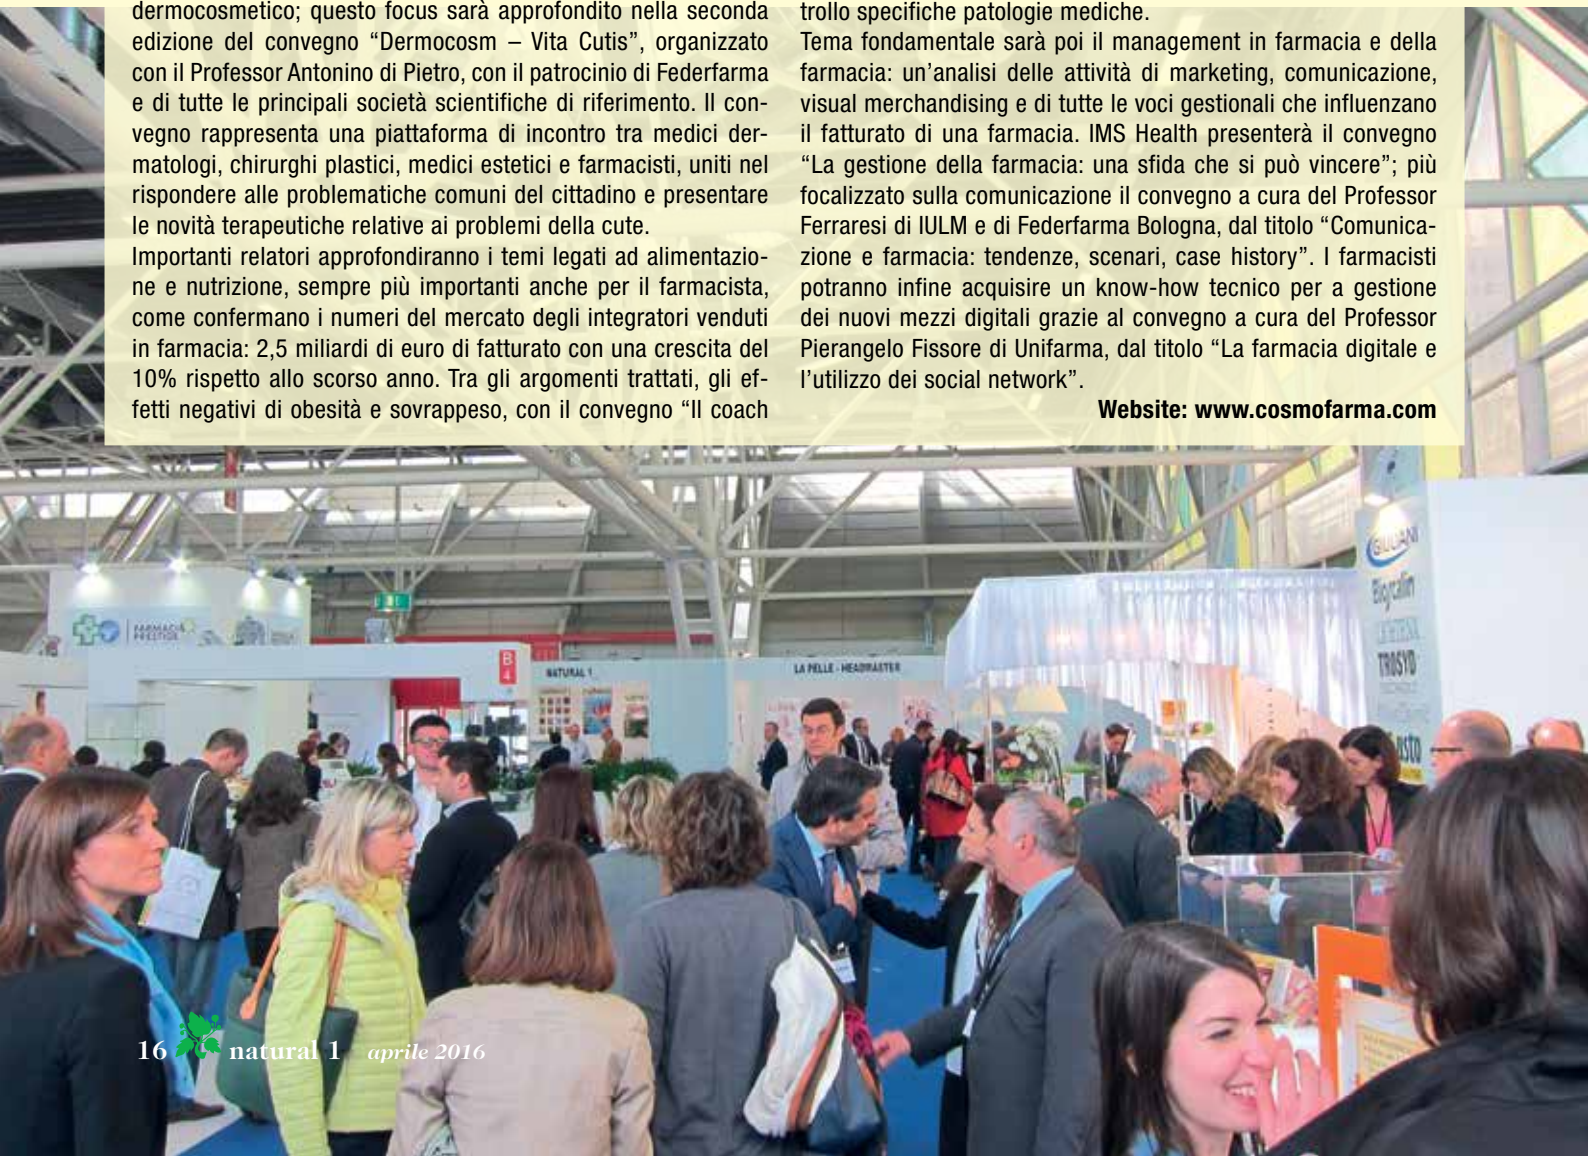 dermocosmetico; questo focus sarà approfondito nella seconda
edizione del convegno “Dermocosm – Vita Cutis”, organizzato
con il Professor Antonino di Pietro, con il patrocinio di Federfarma
e di tutte le principali società scientifiche di riferimento. Il con-
vegno rappresenta una piattaforma di incontro tra medici der-
matologi, chirurghi plastici, medici estetici e farmacisti, uniti nel
rispondere alle problematiche comuni del cittadino e presentare
le novità terapeutiche relative ai problemi della cute.
Importanti relatori approfondiranno i temi legati ad alimentazio-
ne e nutrizione, sempre più importanti anche per il farmacista,
come confermano i numeri del mercato degli integratori venduti
in farmacia: 2,5 miliardi di euro di fatturato con una crescita del
10% rispetto allo scorso anno. Tra gli argomenti trattati, gli ef-
fetti negativi di obesità e sovrappeso, con il convegno “Il coach
trollo specifiche patologie mediche.
Tema fondamentale sarà poi il management in farmacia e della
farmacia: un’analisi delle attività di marketing, comunicazione,
visual merchandising e di tutte le voci gestionali che influenzano
il fatturato di una farmacia. IMS Health presenterà il convegno
“La gestione della farmacia: una sfida che si può vincere”; più
focalizzato sulla comunicazione il convegno a cura del Professor
Ferraresi di IULM e di Federfarma Bologna, dal titolo “Comunica-
zione e farmacia: tendenze, scenari, case history”. I farmacisti
potranno infine acquisire un know-how tecnico per a gestione
dei nuovi mezzi digitali grazie al convegno a cura del Professor
Pierangelo Fissore di Unifarma, dal titolo “La farmacia digitale e
l’utilizzo dei social network”.
Website: www.cosmofarma.com
GIULIANI
Bioscalin
TROSYD
FARMACIA
PRESTIGE
B
4
NATURAL 1
LA PELLE - HEADMASTER
16 natural 1 aprile 2016